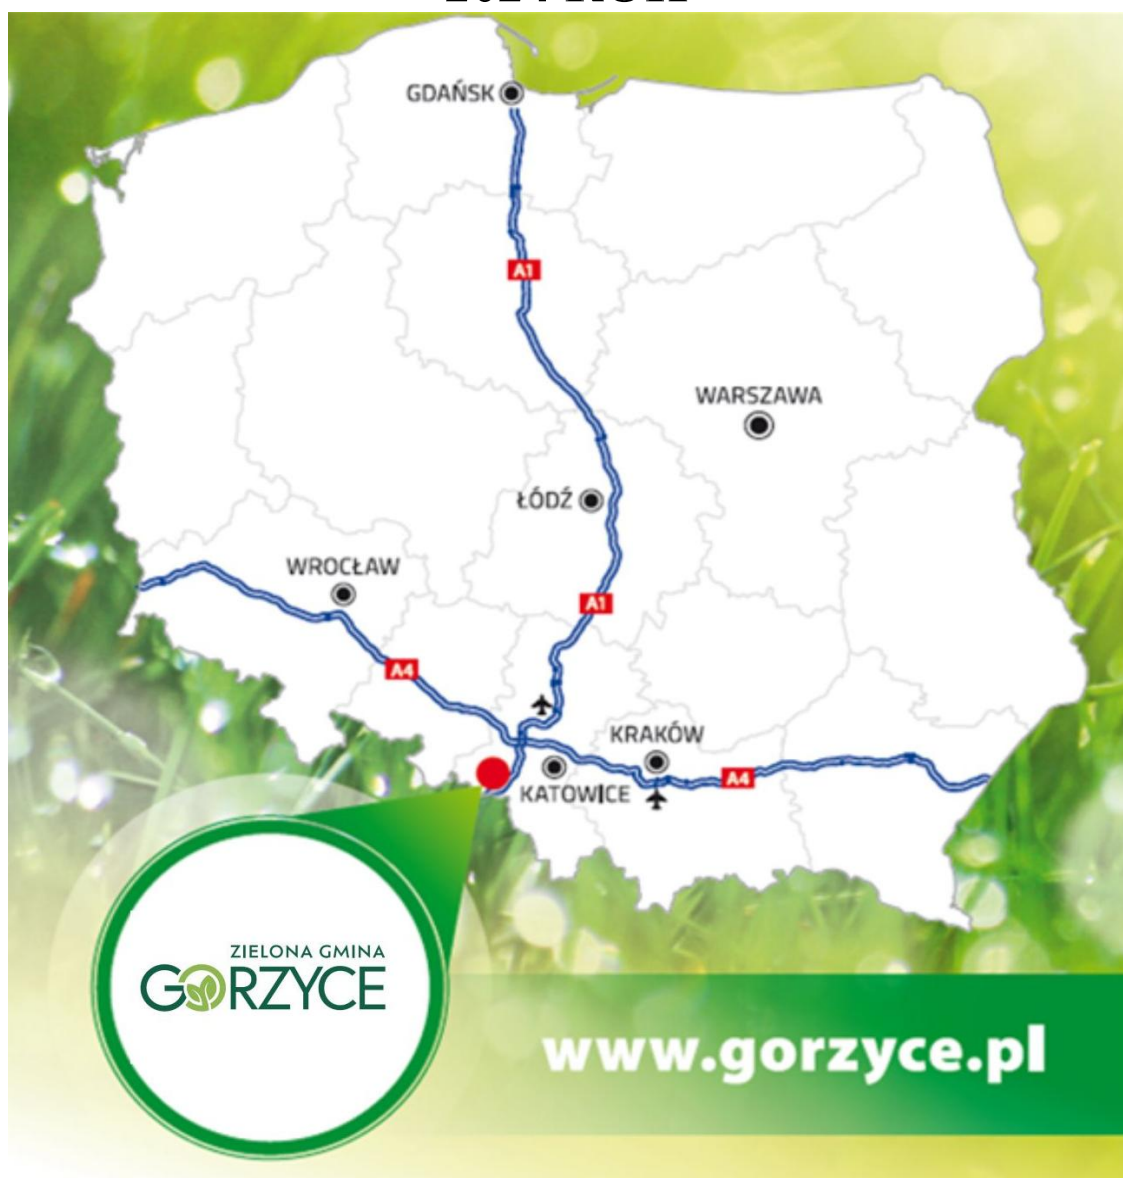 GDAŃSK
A1
WARSZAWA
ŁÓDŹ
WROCŁAW
A1
A4
KRAKÓW
A4
KATOWICE
ZIELONA GMINA
GORZYCE
www.gorzyce.pl